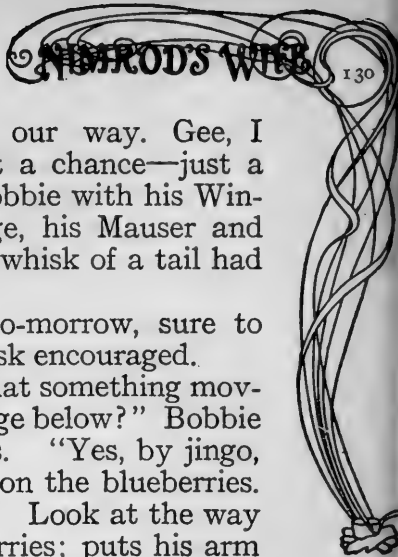 NIMROD'S WIFE
130
our way. Gee, I
a chance—just a
obbie with his Win-
ge, his Mauser and
whisk of a tail had
o-morrow, sure to
sk encouraged.
at something mov-
ge below?" Bobbie
s. "Yes, by jingo,
on the blueberries.
Look at the way
rries; puts his arm